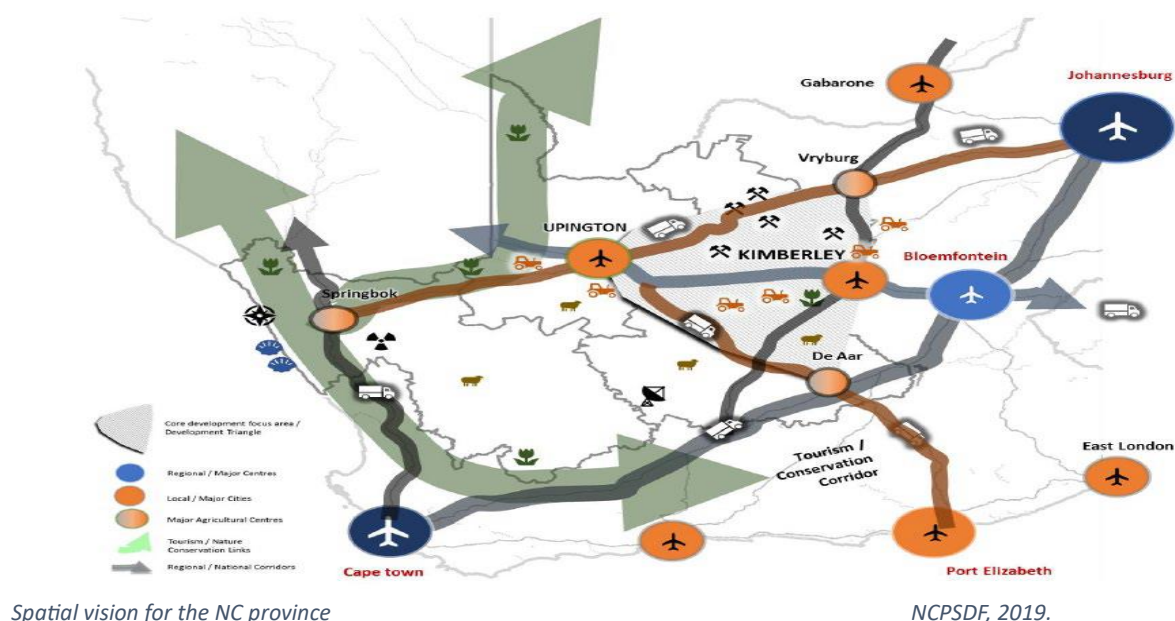 Gabarone
Johannesburg
Vryburg
UPINGTON
KIMBERLEY
Bloemfontein
Springbok
De Aar
Tourism /
Conservation
Corridor
East London
Cape town
Port Elizabeth
Core development focus area /
Development Triangle
Regional / Major Centres
Local / Major Cities
Major Agricultural Centres
Tourism / Nature
Conservation Links
Regional / National Corridors
Spatial vision for the NC province
NCPSDF, 2019.